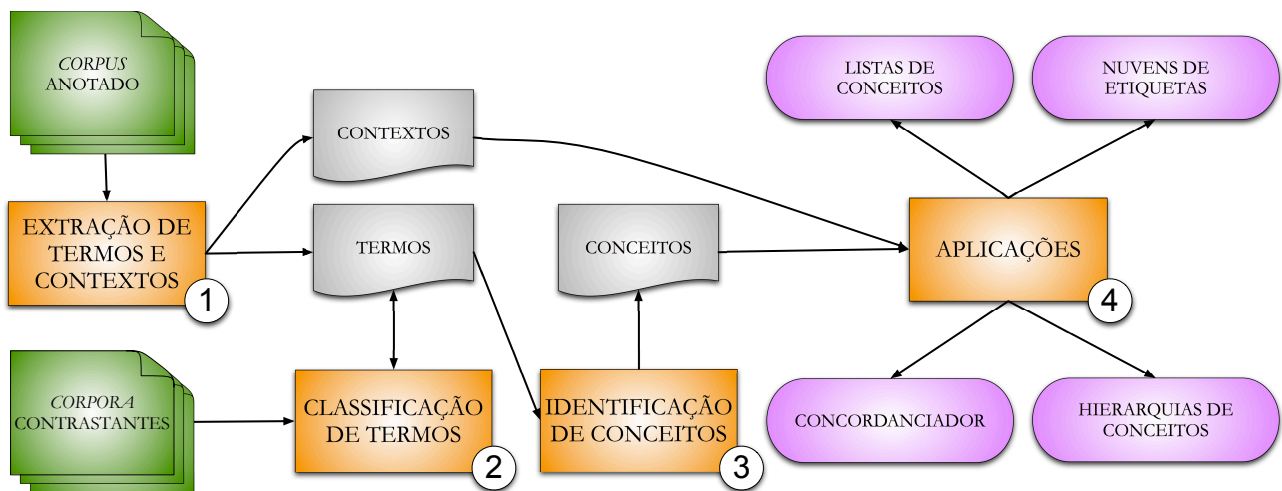 CORPUS
ANOTADO
EXTRAÇÃO DE
TERMOS E
CONTEXTOS
1
CONTEXTOS
TERMOS
CORPORA
CONTRASTANTES
CLASSIFICAÇÃO
DE TERMOS
2
CONCEITOS
IDENTIFICAÇÃO
DE CONCEITOS
3
LISTAS DE
CONCEITOS
NUVENS DE
ETIQUETAS
APLICAÇÕES
4
CONCORDANCIADOR
HIERARQUIAS DE
CONCEITOS